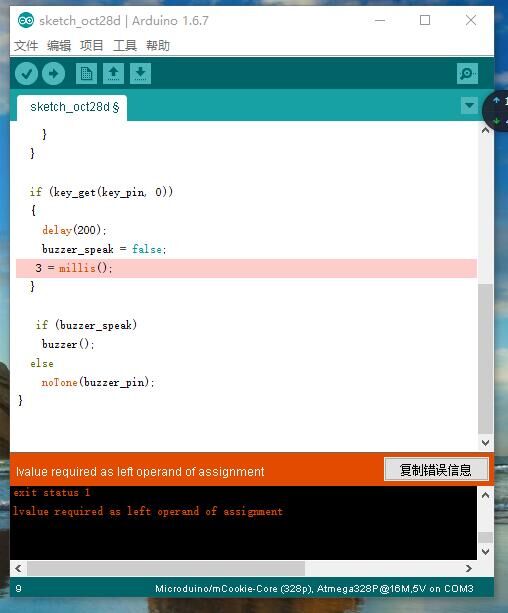 sketch_oct28d | Arduino 1.6.7
文件 编辑 项目 工具 帮助
sketch_oct28d §
}
}
if (key_get(key_pin, 0))
{
delay(200);
buzzer_speak = false;
3 = millis();
}
if (buzzer_speak)
buzzer();
else
noTone(buzzer_pin);
}
lvalue required as left operand of assignment
复制错误信息
exit status 1
lvalue required as left operand of assignment
9
Microduino/mCookie-Core (328p), Atmega328P@16M,5V on COM3